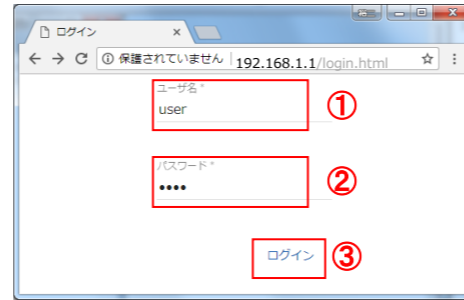 ログイン
保護されていません 192.168.1.1/login.html
ユーザ名 *
user
①
パスワード *
••••
②
ログイン
③